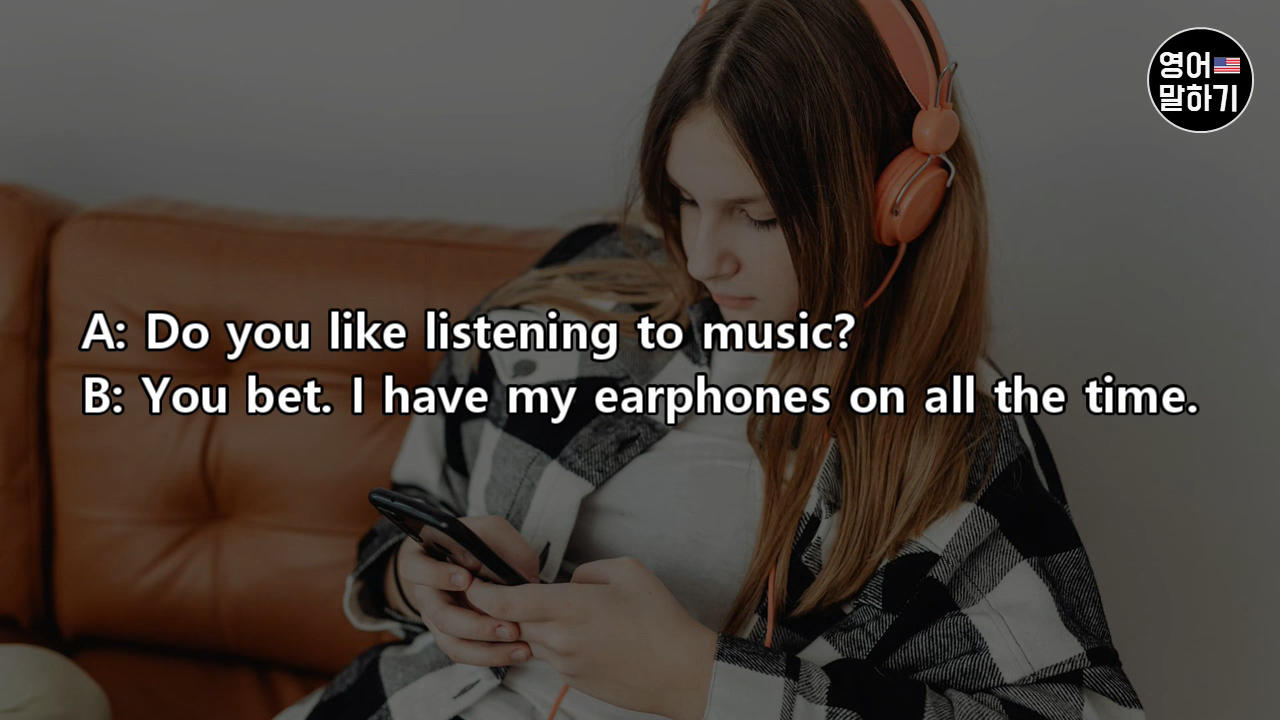 영어
말하기
A: Do you like listening to music?
B: You bet. I have my earphones on all the time.